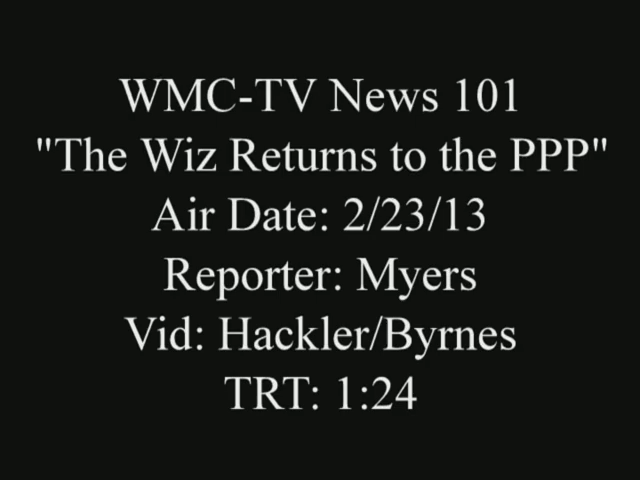 WMC-TV News 101
"The Wiz Returns to the PPP"
Air Date: 2/23/13
Reporter: Myers
Vid: Hackler/Byrnes
TRT: 1:24